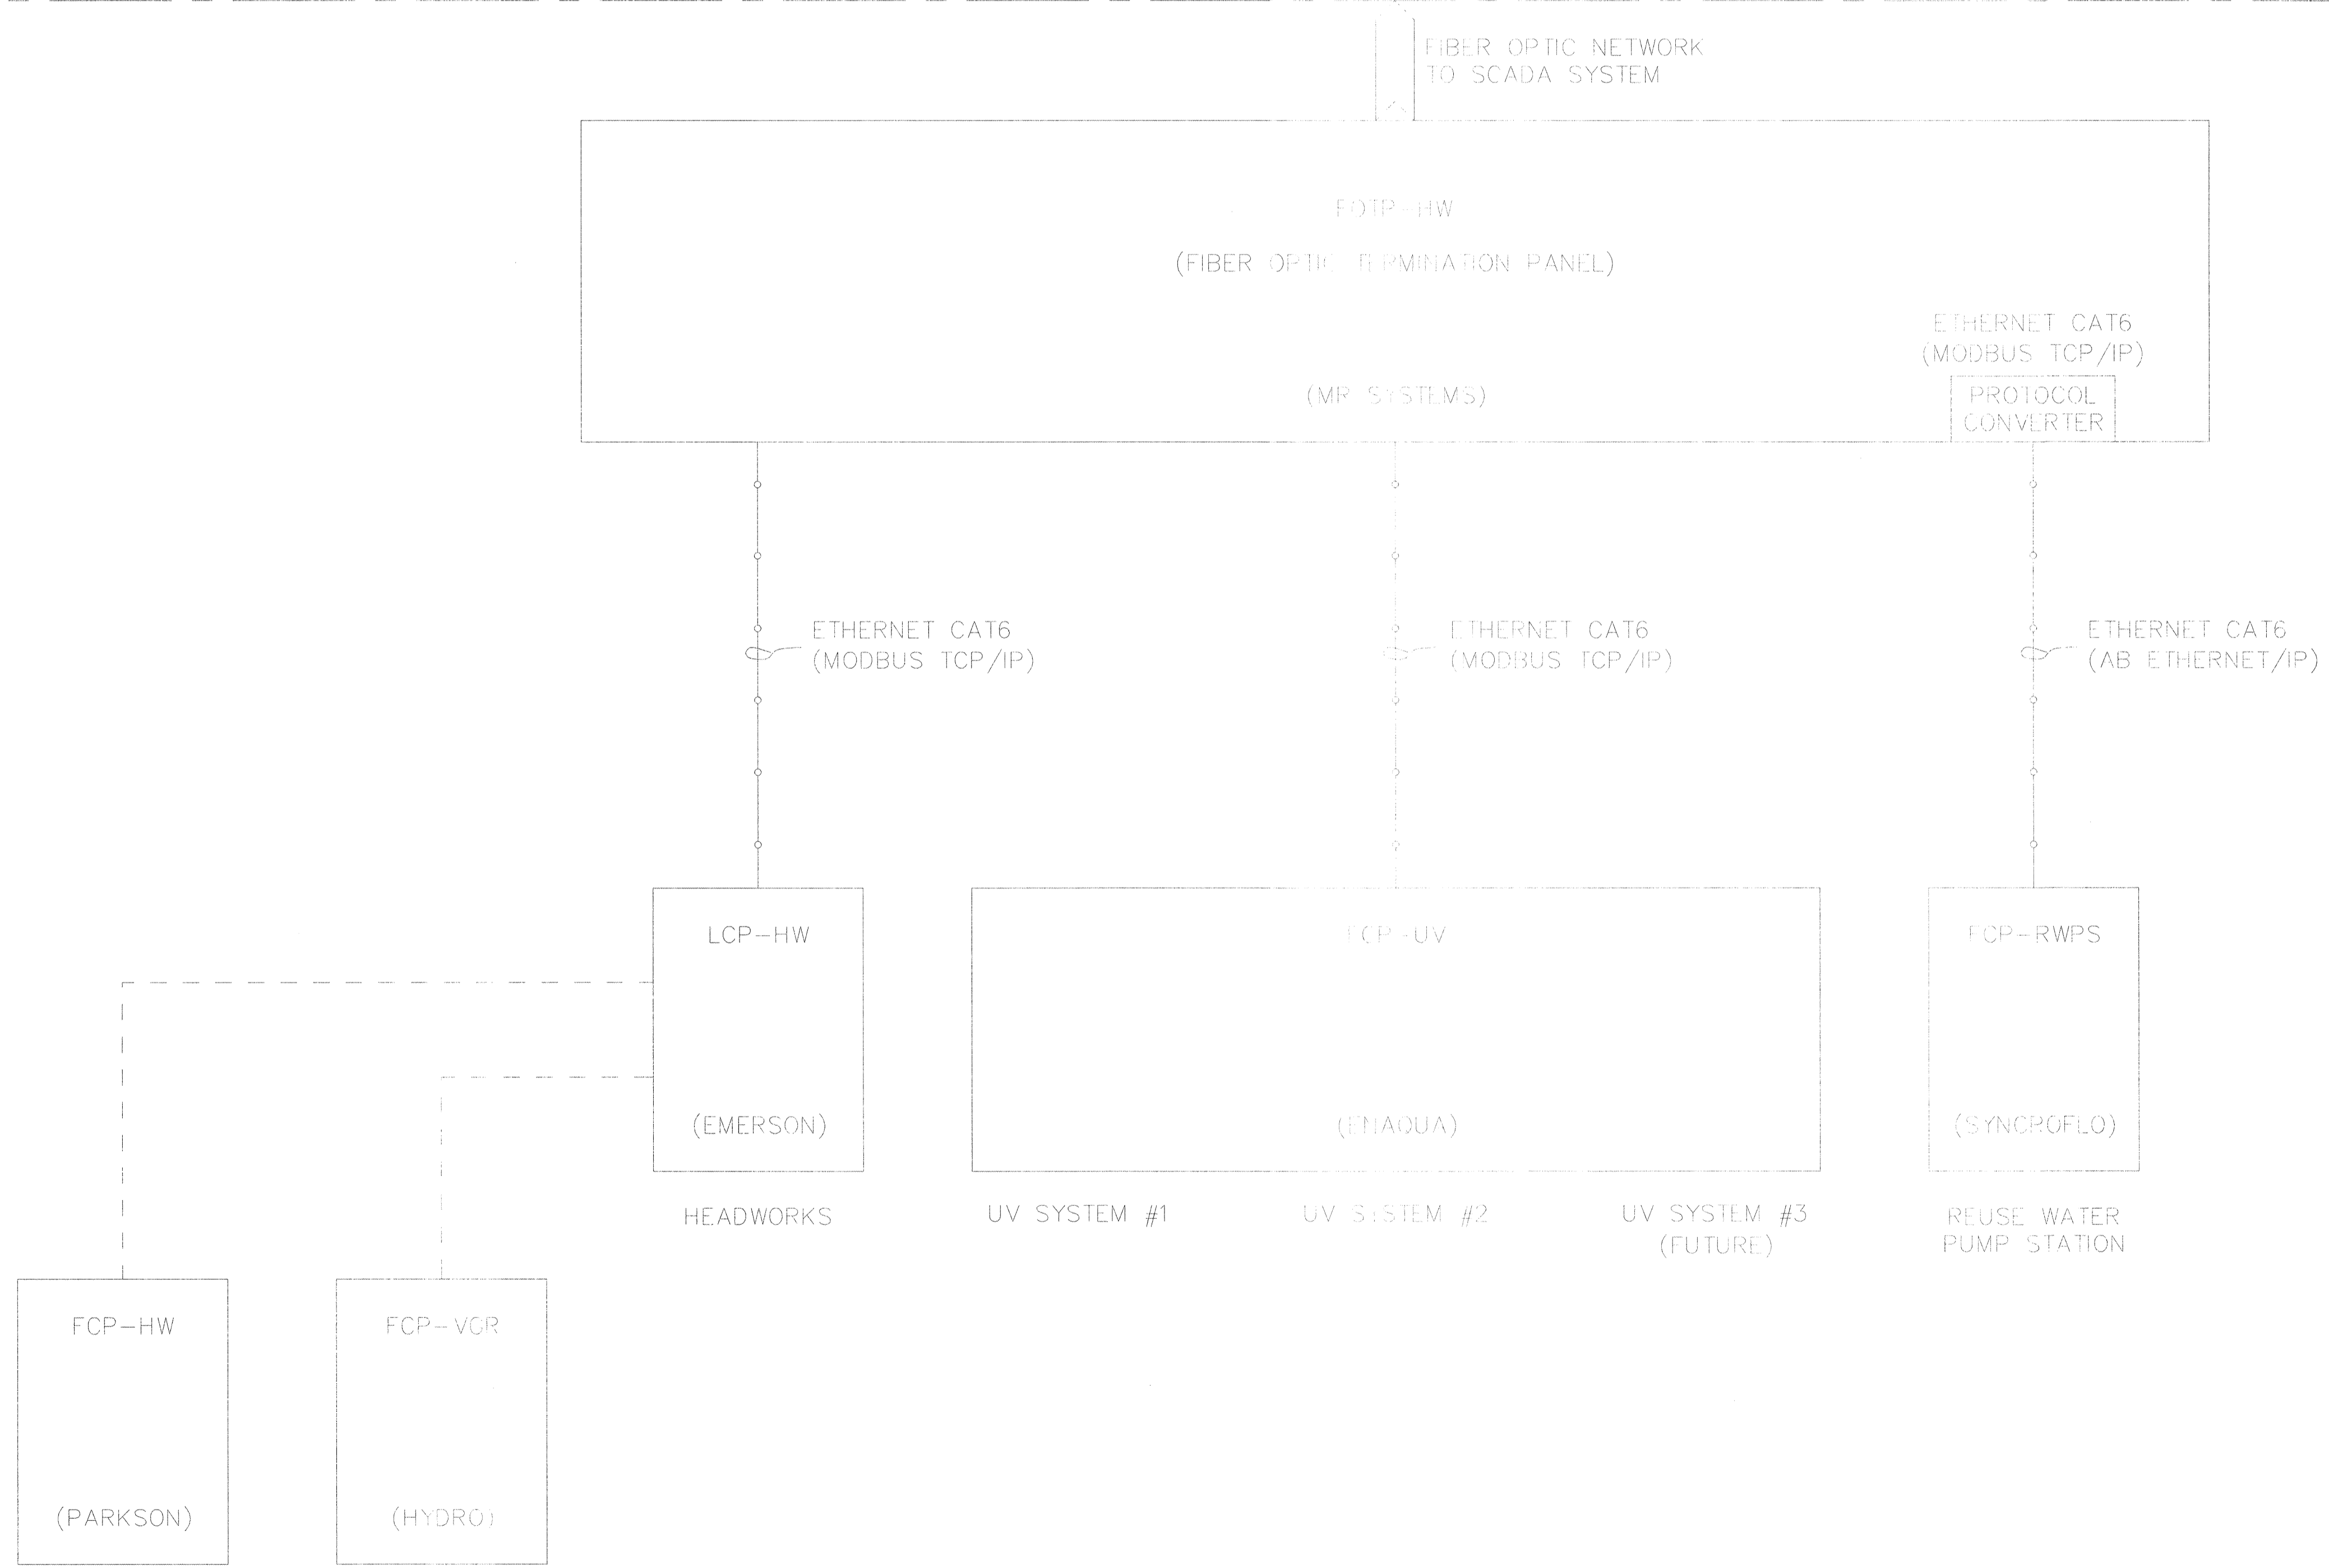 FIBER OPTIC NETWORK
TO SCADA SYSTEM
FOTP-HW
(FIBER OPTIC TERMINATION PANEL)
ETHERNET CAT6
(MODBUS TCP/IP)
(MR SYSTEMS)
PROTOCOL
CONVERTER
ETHERNET CAT6
(MODBUS TCP/IP)
ETHERNET CAT6
(MODBUS TCP/IP)
ETHERNET CAT6
(AB ETHERNET/IP)
LCP-HW
(EMERSON)
HEADWORKS
FCP-UV
(ENAQUA)
UV SYSTEM #1
UV SYSTEM #2
UV SYSTEM #3
(FUTURE)
FCP-RWPS
(SYNCROFLO)
REUSE WATER
PUMP STATION
FCP-HW
(PARKSON)
FCP-VGR
(HYDRO)